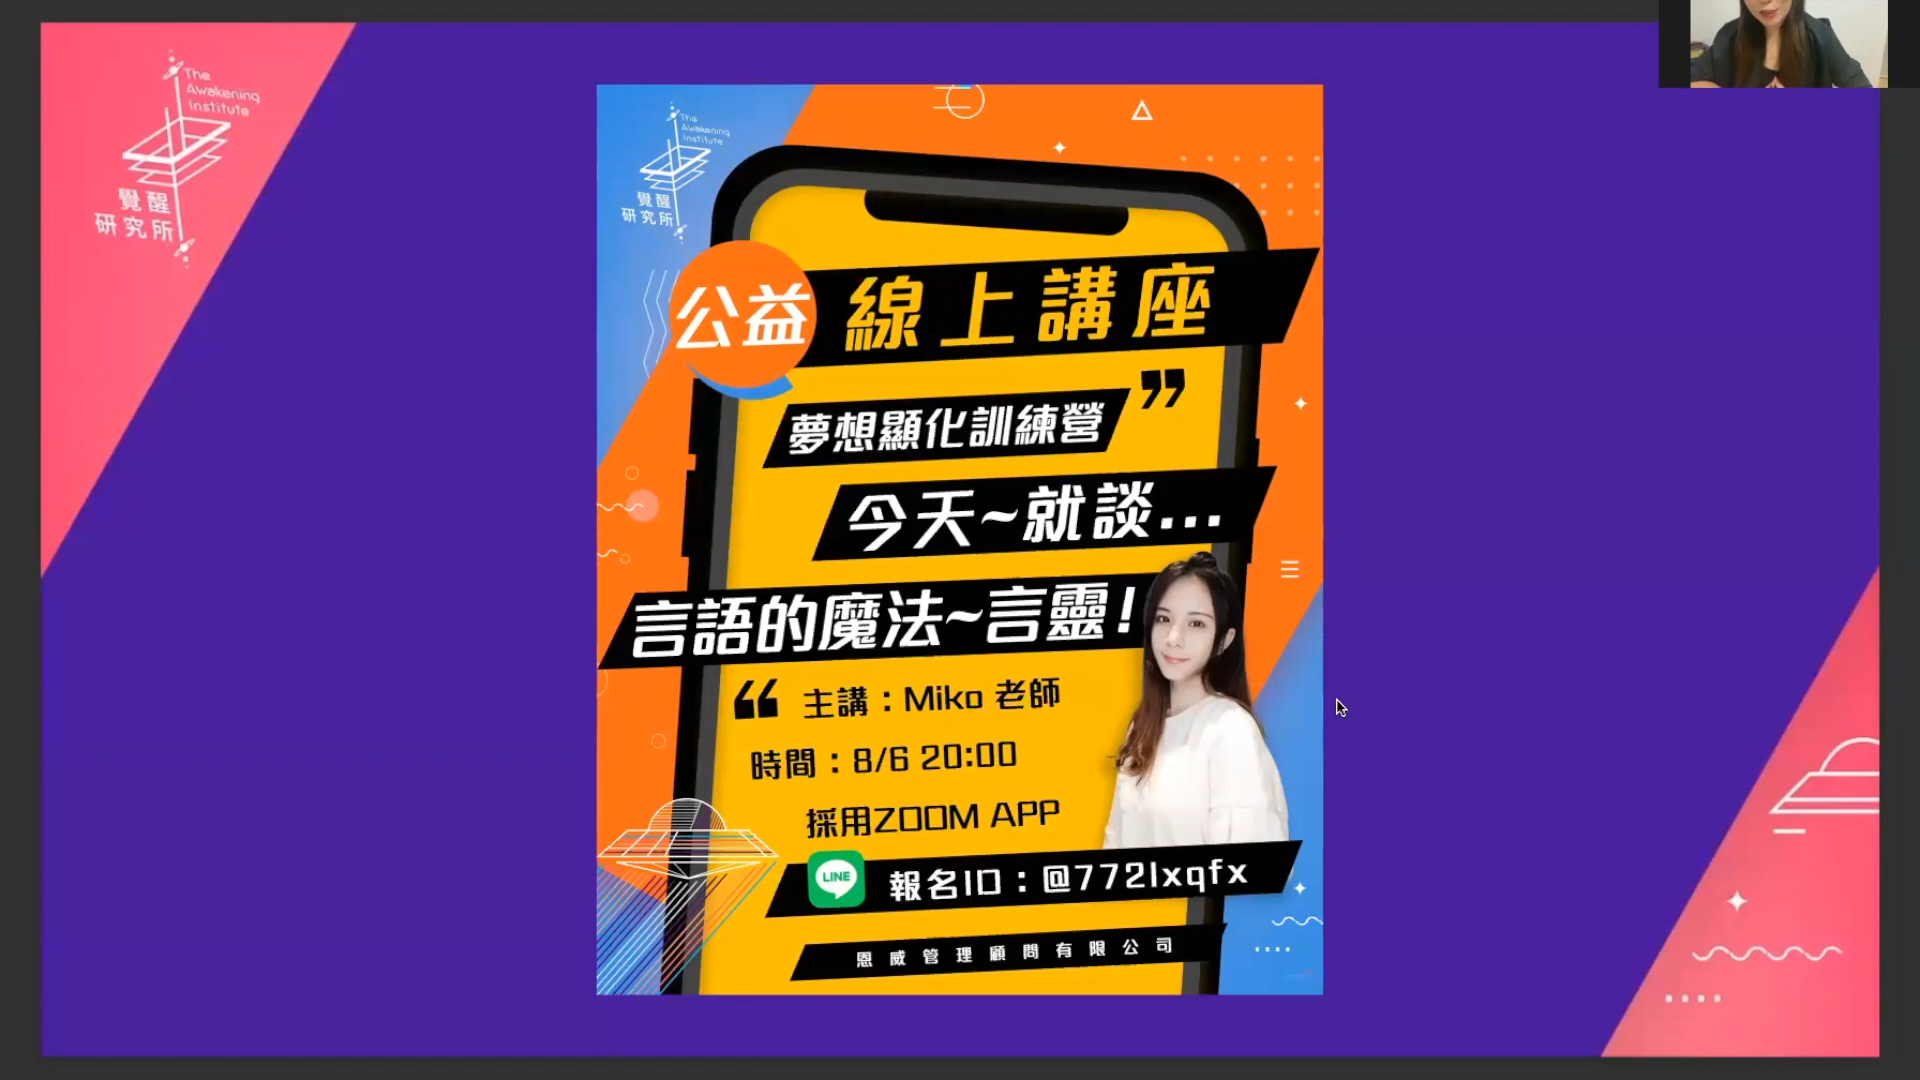 The
Awakening
Institute
覺醒
研究所
The
Awakening
Institute
覺醒
研究所
公益
線上講座
夢想顯化訓練營
今天~就談...
言語的魔法~言靈!
主講：Miko 老師
時間：8/6 20:00
採用ZOOM APP
LINE
報名ID：@772lxqfx
恩威管理顧問有限公司